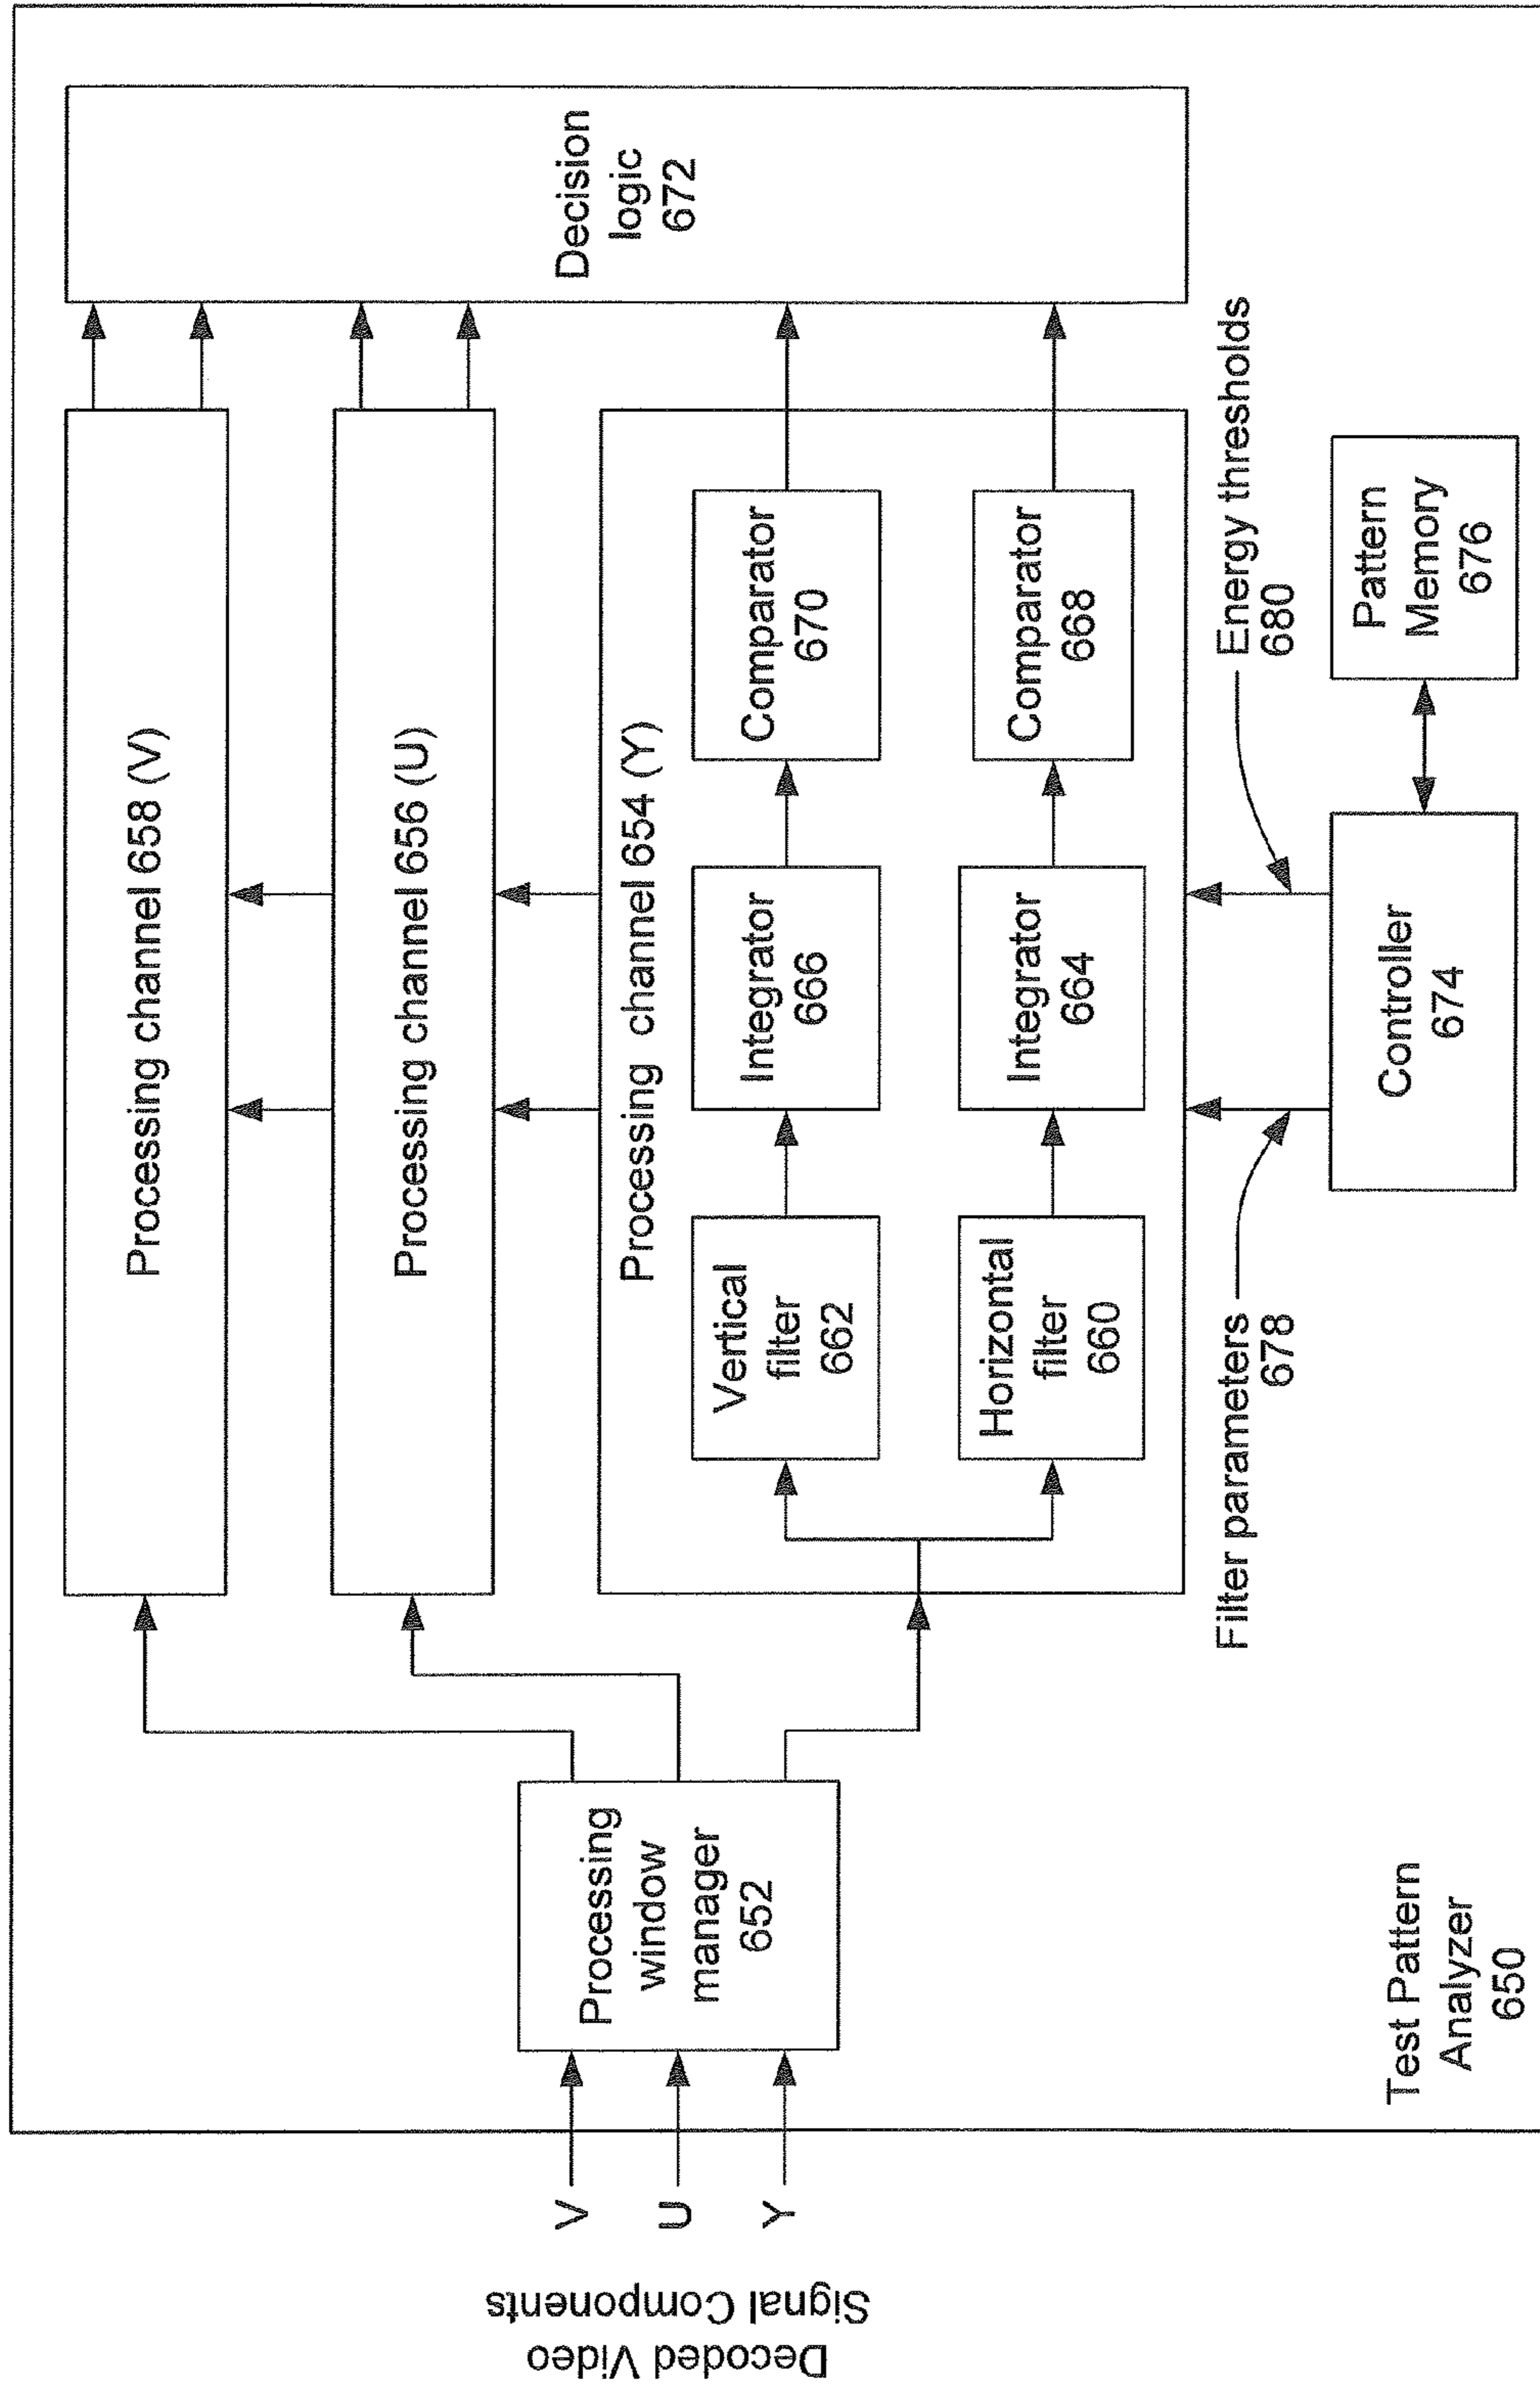 Decoded Video
Signal Components
V
U
Y
Processing
window
manager
652
Processing channel 658 (V)
Processing channel 656 (U)
Processing channel 654 (Y)
Vertical
filter
662
Integrator
666
Comparator
670
Horizontal
filter
660
Integrator
664
Comparator
668
Decision
logic
672
Filter parameters
678
Energy thresholds
680
Controller
674
Pattern
Memory
676
Test Pattern
Analyzer
650